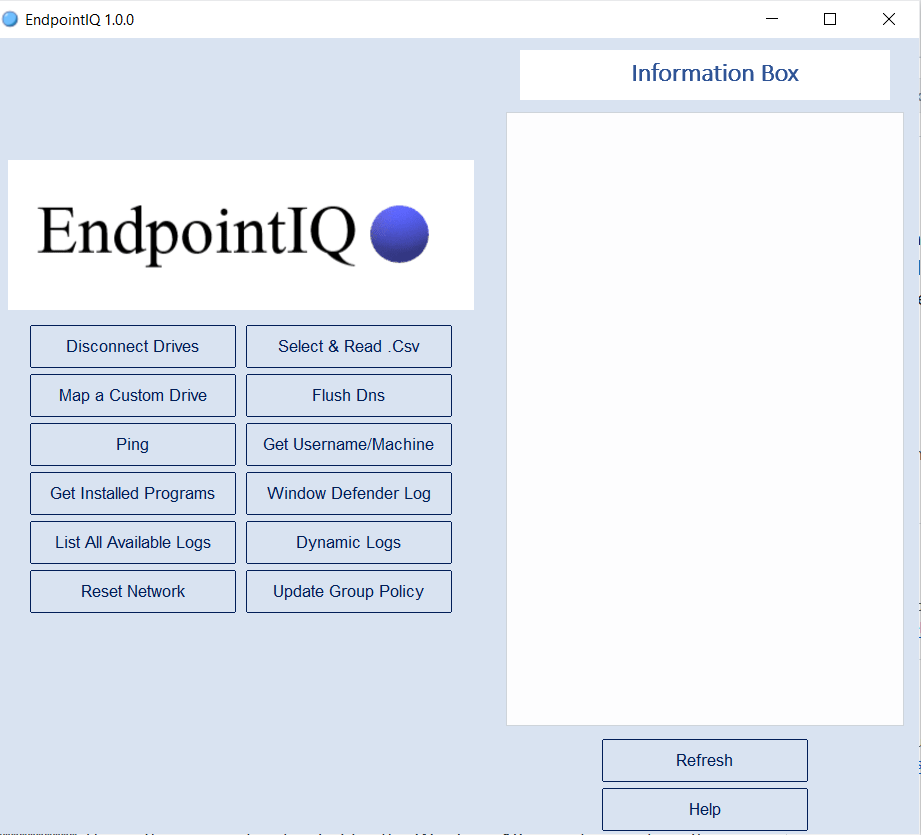 EndpointIQ 1.0.0
Information Box
EndpointIQ
Disconnect Drives
Select & Read .Csv
Map a Custom Drive
Flush Dns
Ping
Get Username/Machine
Get Installed Programs
Window Defender Log
List All Available Logs
Dynamic Logs
Reset Network
Update Group Policy
Refresh
Help